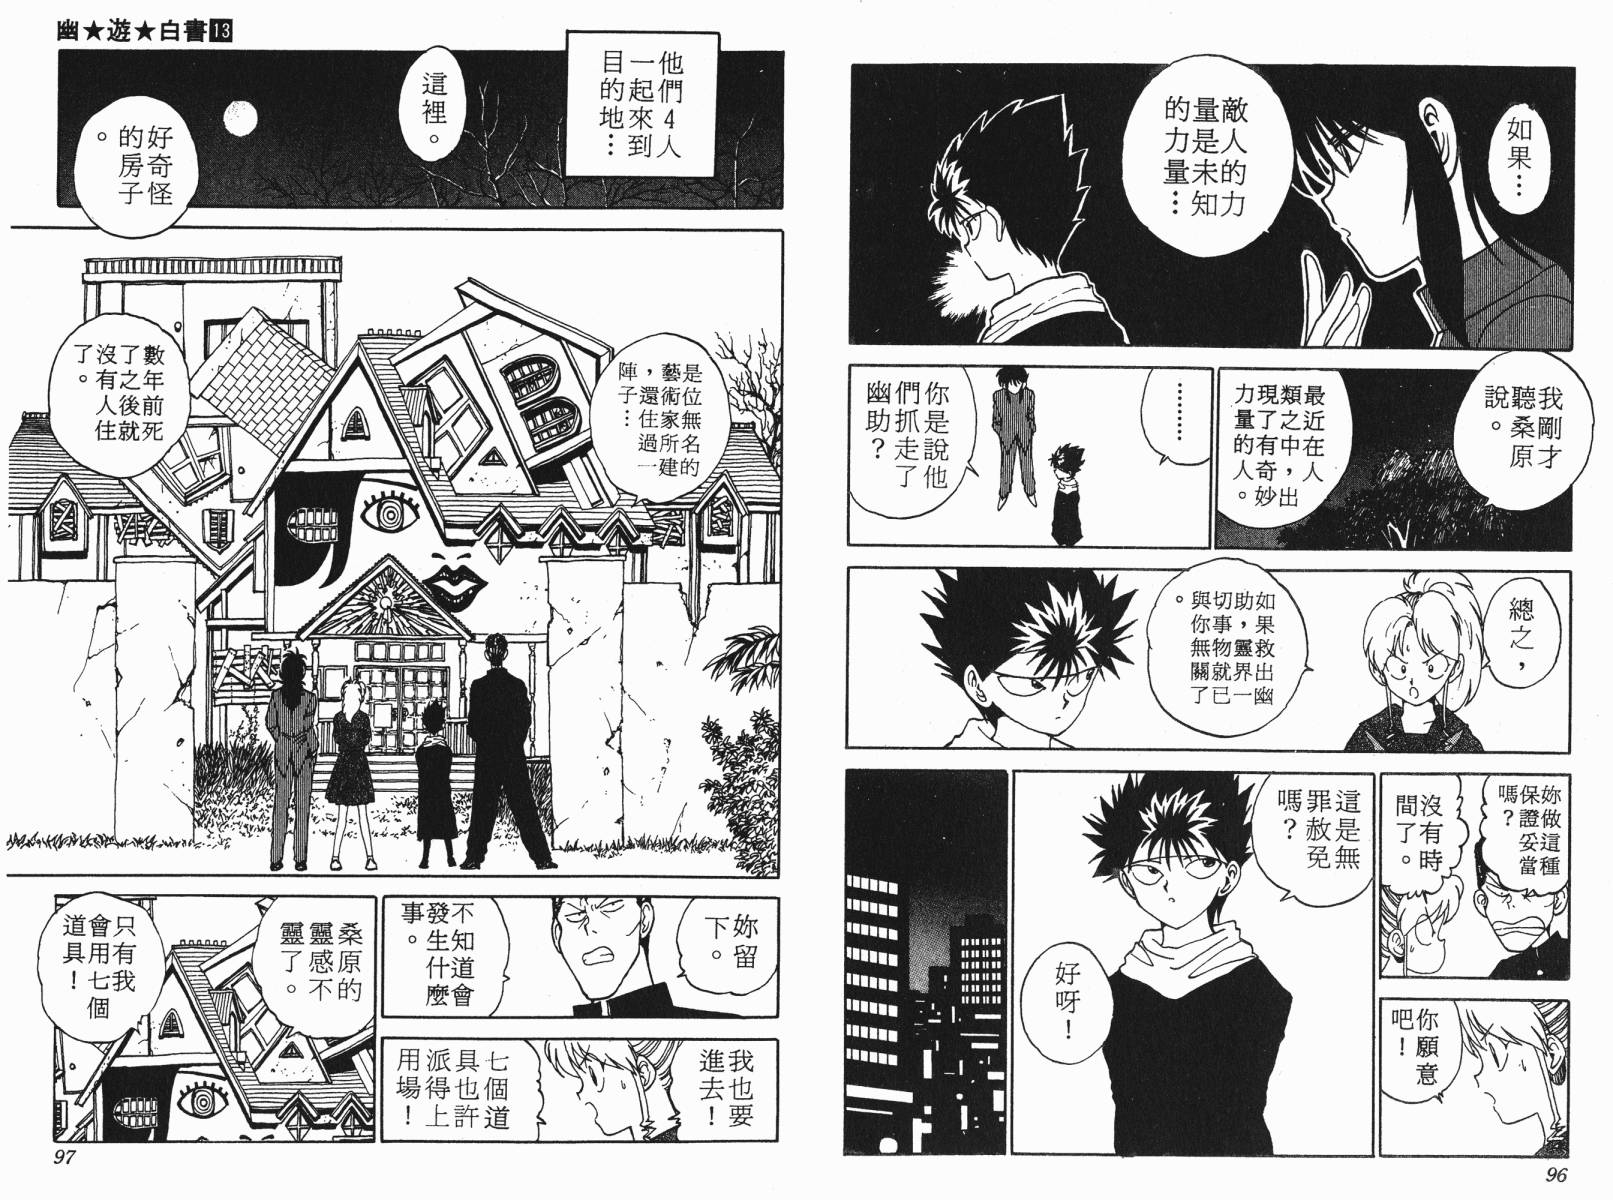 如果…
敵人的力
量是未知
的力量…
我剛才
聽桑原
說。
最近在人
類之中，出
現了有奇妙
力量的人。
………
你是說他
們抓走了
幽助？
總之，
如果救出幽
助，靈界一
切事物就已
與你無關了
。
妳做這種
保證妥當
嗎？
沒有時
間了。
你願意
吧！
這是無
罪赦免
嗎？
好呀！
96
幽★遊★白書13
他們4人
一起來到
目的地…
這裡。
好奇怪
的房子
。
是位無名的
藝術家所建
，還住過一
陣子…
數年前死
了之後就
沒有人住
了。
妳留
下。
不知道會
發生什麼
事。
我也要
進去！
七個道
具也許
派得上
用場！
桑原的
靈感不
靈了。
只有我
會用七個
道具！
97